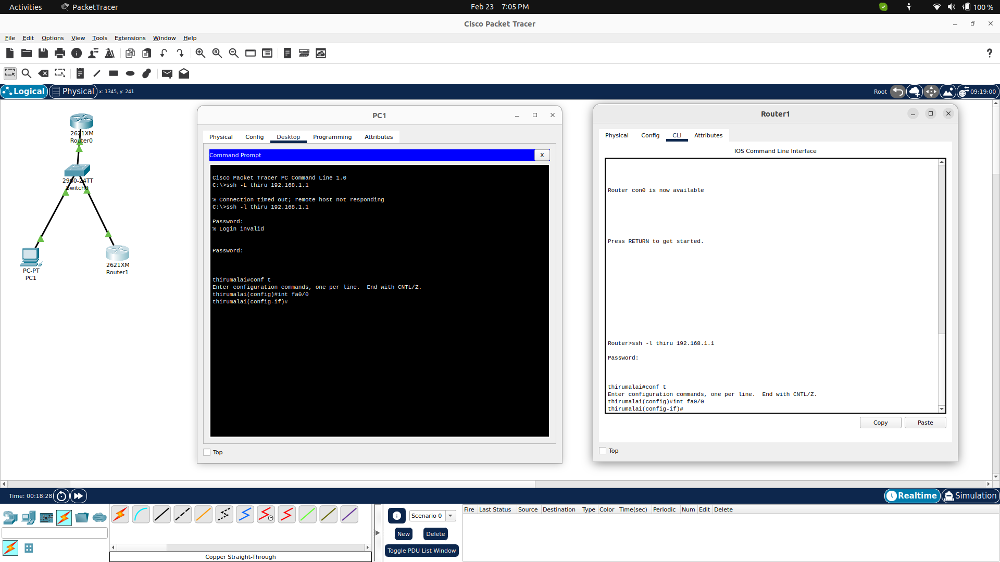 Activities PacketTracer Feb 23 7:05 PM 100 %
Cisco Packet Tracer
File Edit Options View Tools Extensions Window Help
?
Logical Physical x: 1345, y: 241 Root 09:19:00
2621XM
Router0
2960-24TT
Switch0
PC-PT
PC1
2621XM
Router1
PC1
Physical Config Desktop Programming Attributes
Command Prompt X
Cisco Packet Tracer PC Command Line 1.0
C:\>ssh -L thiru 192.168.1.1
% Connection timed out; remote host not responding
C:\>ssh -l thiru 192.168.1.1
Password:
% Login invalid
Password:
thirumalai#conf t
Enter configuration commands, one per line.  End with CNTL/Z.
thirumalai(config)#int fa0/0
thirumalai(config-if)#
Top
Router1
Physical Config CLI Attributes
IOS Command Line Interface
Router con0 is now available
Press RETURN to get started.
Router>ssh -l thiru 192.168.1.1
Password:
thirumalai#conf t
Enter configuration commands, one per line.  End with CNTL/Z.
thirumalai(config)#int fa0/0
thirumalai(config-if)#
Copy Paste
Top
Time: 00:18:28 Realtime Simulation
Scenario 0
New Delete
Toggle PDU List Window
Fire Last Status Source Destination Type Color Time(sec) Periodic Num Edit Delete
Copper Straight-Through